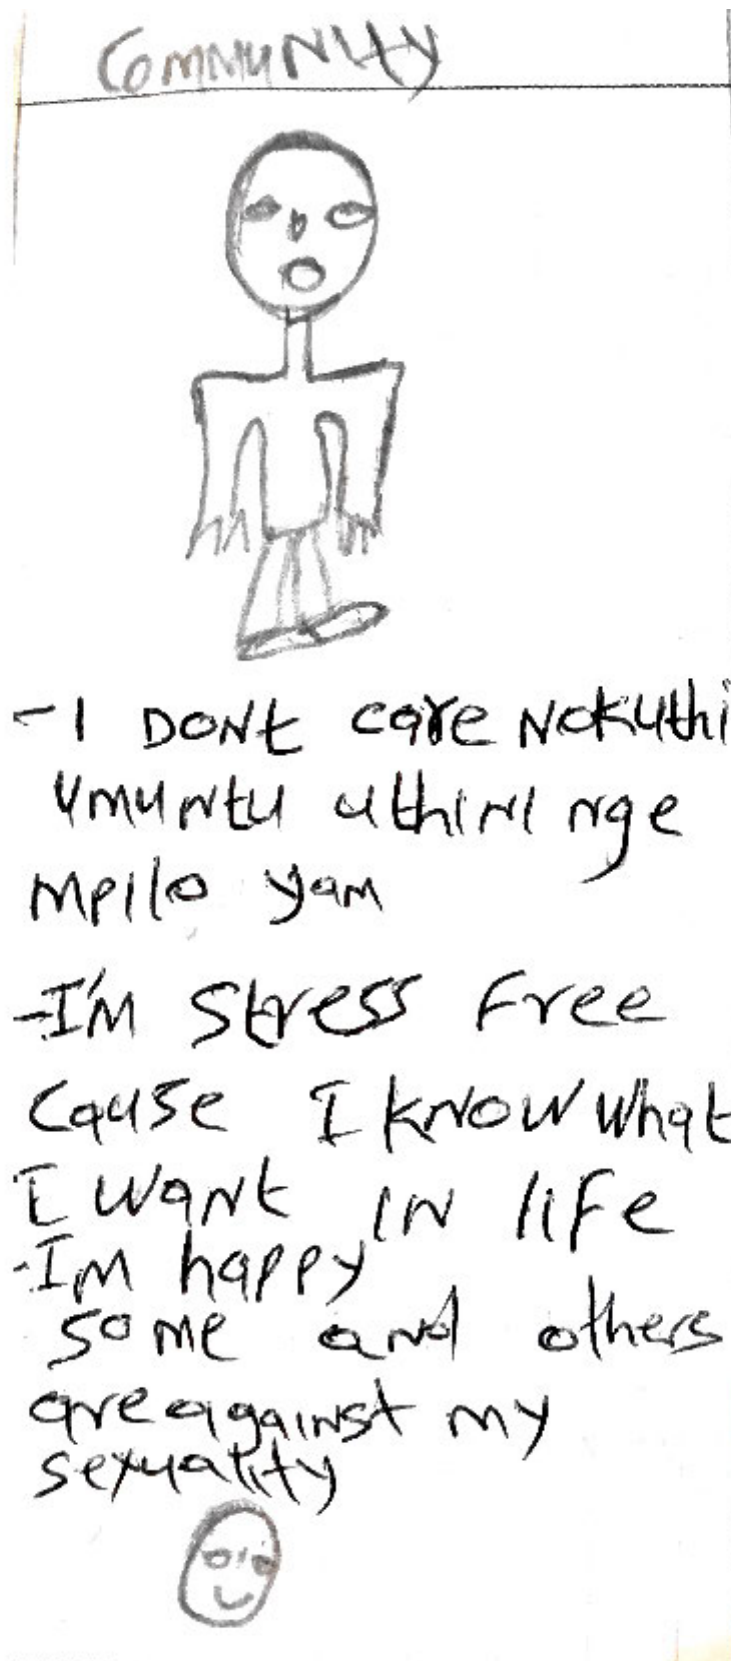 Community
- I DONt care Nokuthi
Umuntu uthini nge
Mpilo yam
- I'm Stress Free
Cause I know what
I want in life
- Im happy
some and others
are against my
sexuality